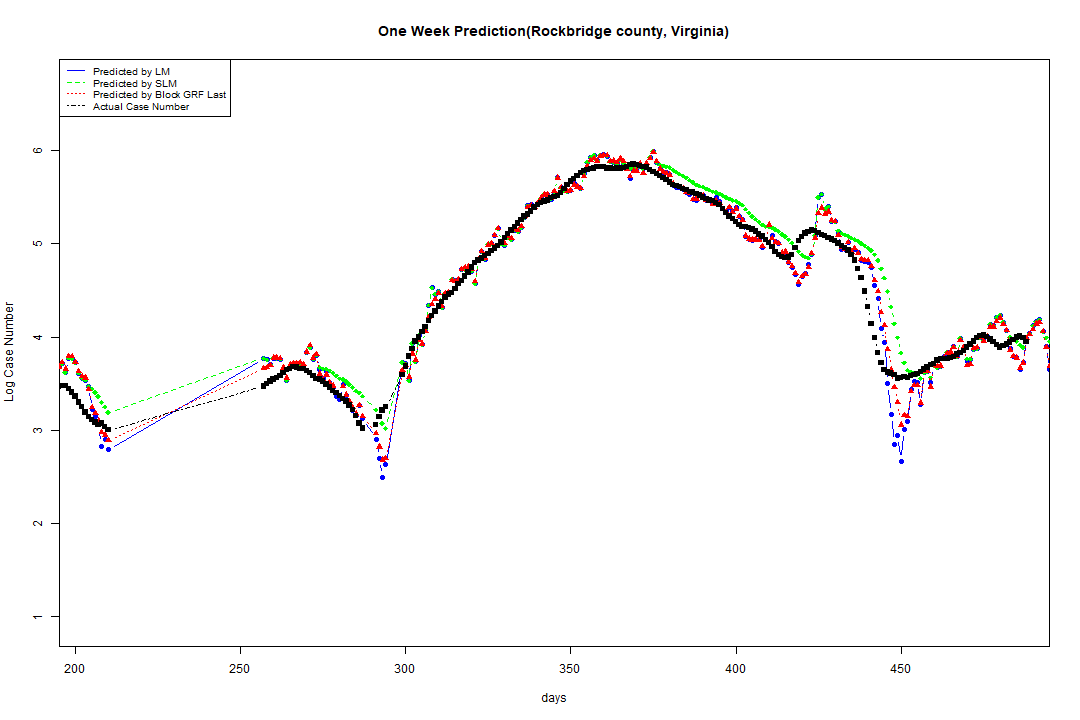 One Week Prediction(Rockbridge county, Virginia)
Predicted by LM
Predicted by SLM
Predicted by Block GRF Last
Actual Case Number
6
5
4
3
2
1
Log Case Number
200 250 300 350 400 450
days